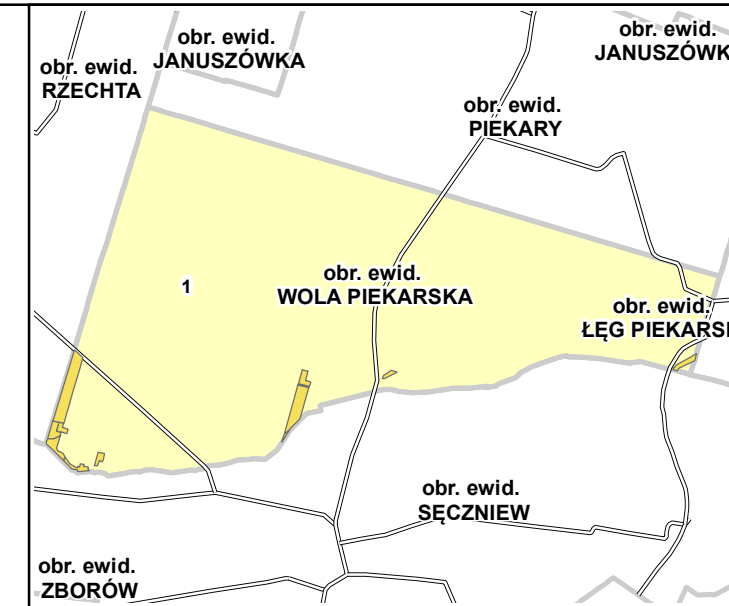 obr. ewid.
JANUSZÓWKA
obr. ewid.
JANUSZÓWK
obr. ewid.
RZECHTA
obr. ewid.
PIEKARY
1
obr. ewid.
WOLA PIEKARSKA
obr. ewid.
ŁĘG PIEKARSK
obr. ewid.
SĘCZNIEW
obr. ewid.
ZBORÓW